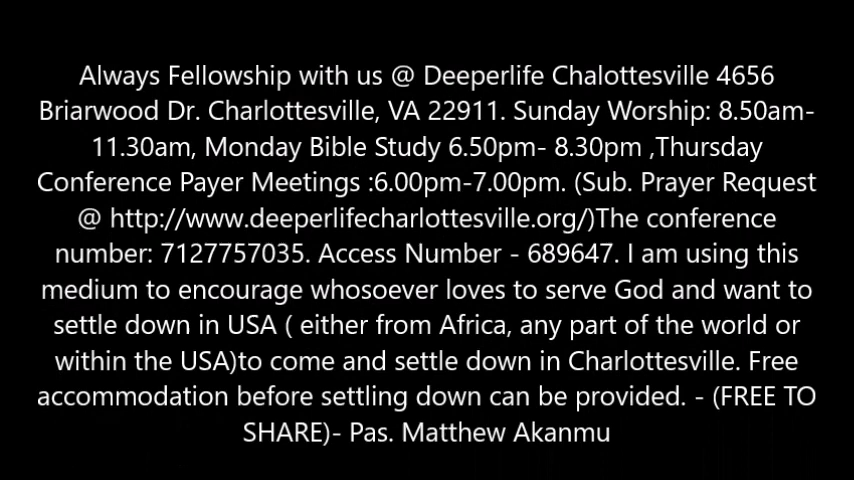 Always Fellowship with us @ Deeperlife Chalottesville 4656
Briarwood Dr. Charlottesville, VA 22911. Sunday Worship: 8.50am-
11.30am, Monday Bible Study 6.50pm- 8.30pm ,Thursday
Conference Payer Meetings :6.00pm-7.00pm. (Sub. Prayer Request
@ http://www.deeperlifecharlottesville.org/)The conference
number: 7127757035. Access Number - 689647. I am using this
medium to encourage whosoever loves to serve God and want to
settle down in USA ( either from Africa, any part of the world or
within the USA)to come and settle down in Charlottesville. Free
accommodation before settling down can be provided. - (FREE TO
SHARE)- Pas. Matthew Akanmu